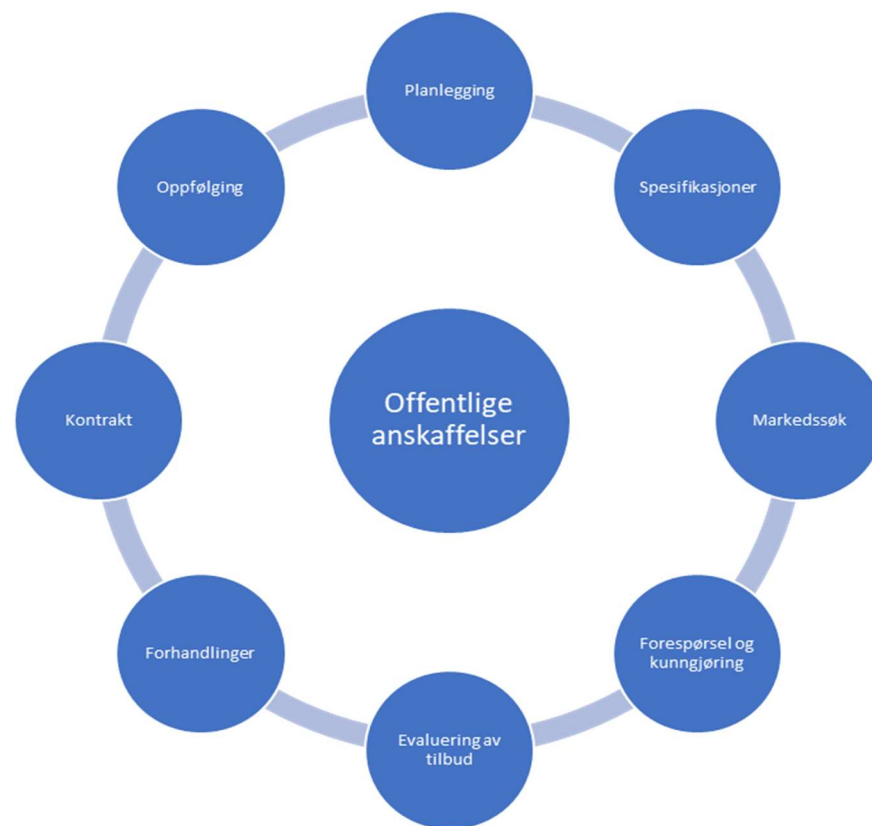 Planlegging
Spesifikasjoner
Markedssøk
Forespørsel og
kunngjøring
Evaluering av
tilbud
Forhandlinger
Kontrakt
Oppfølging
Offentlige
anskaffelser